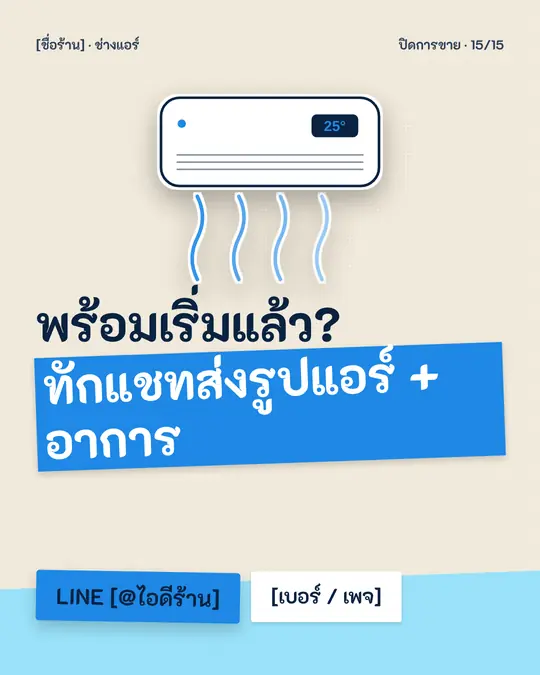 [ชื่อร้าน] · ช่างแอร์
ปิดการขาย · 15/15
25°
พร้อมเริ่มแล้ว?
ทักแชทส่งรูปแอร์ +
อาการ
LINE [@ไอดีร้าน]
[เบอร์ / เพจ]